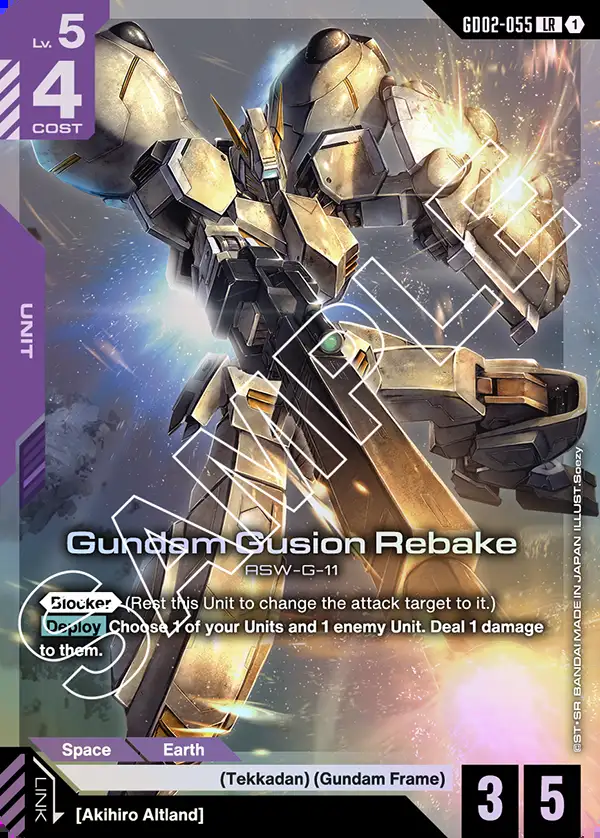 GD02-055 LR 1
Lv. 5
4
COST
UNIT
SAMPLE
Gundam Gusion Rebake
ASW-G-11
Blocker (Rest this Unit to change the attack target to it.)
Deploy Choose 1 of your Units and 1 enemy Unit. Deal 1 damage
to them.
©ST・SR BANDAI MADE IN JAPAN ILLUST.Soezy
Space Earth
(Tekkadan) (Gundam Frame)
LINK
[Akihiro Altland]
3 5